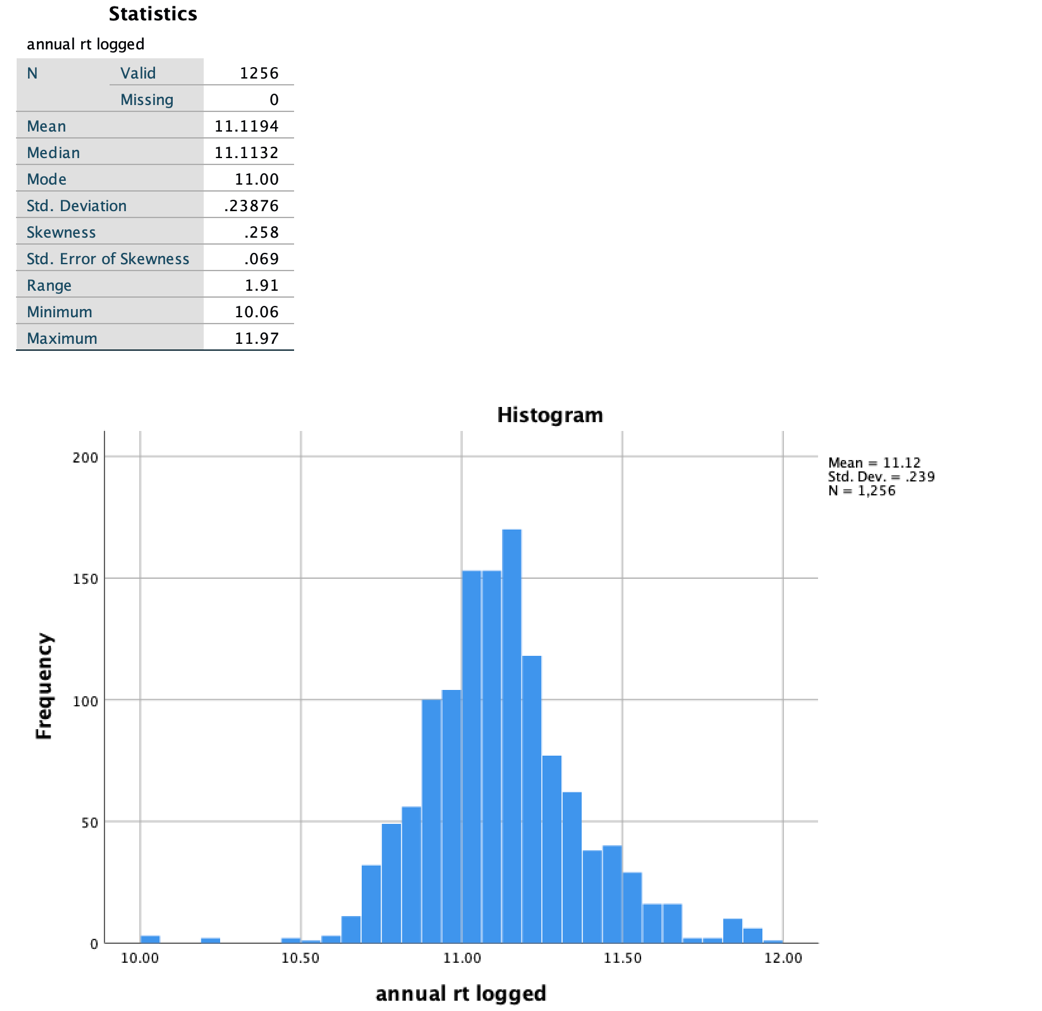 Statistics
annual rt logged
N Valid 1256
Missing 0
Mean 11.1194
Median 11.1132
Mode 11.00
Std. Deviation .23876
Skewness .258
Std. Error of Skewness .069
Range 1.91
Minimum 10.06
Maximum 11.97
Histogram
Mean = 11.12
Std. Dev. = .239
N = 1,256
200
150
100
50
0
Frequency
10.00 10.50 11.00 11.50 12.00
annual rt logged